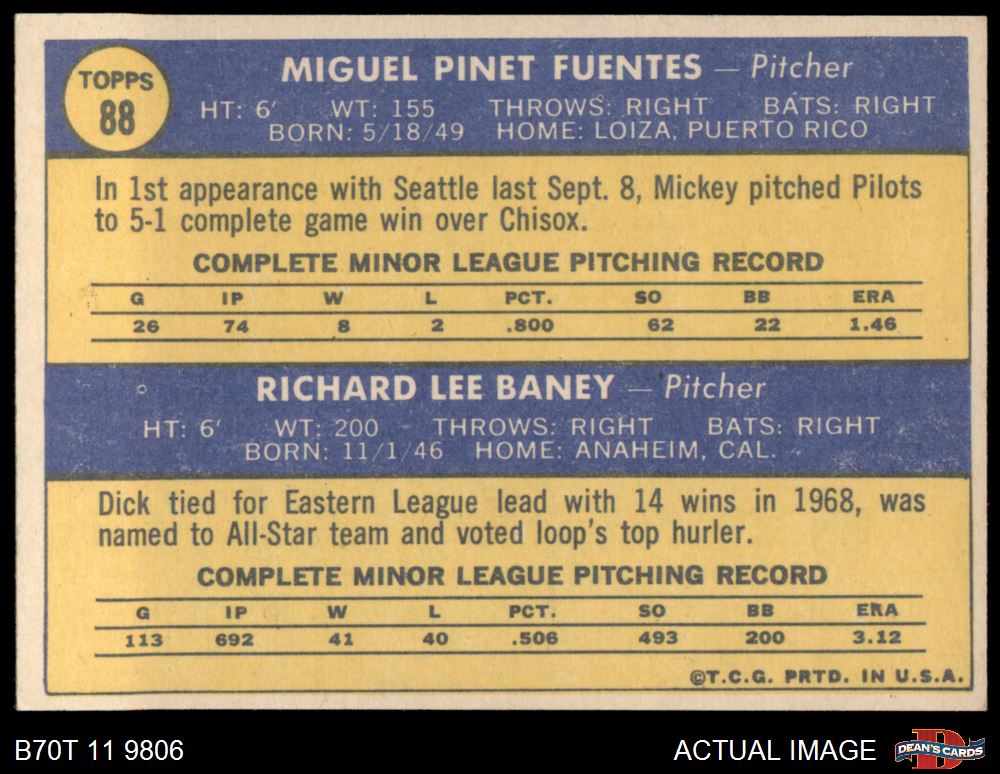 TOPPS
88
MIGUEL PINET FUENTES — Pitcher
HT: 6' WT: 155 THROWS: RIGHT BATS: RIGHT
BORN: 5/18/49 HOME: LOIZA, PUERTO RICO
In 1st appearance with Seattle last Sept. 8, Mickey pitched Pilots
to 5-1 complete game win over Chisox.
COMPLETE MINOR LEAGUE PITCHING RECORD
G IP W L PCT. SO BB ERA
26 74 8 2 .800 62 22 1.46
RICHARD LEE BANEY — Pitcher
HT: 6' WT: 200 THROWS: RIGHT BATS: RIGHT
BORN: 11/1/46 HOME: ANAHEIM, CAL.
Dick tied for Eastern League lead with 14 wins in 1968, was
named to All-Star team and voted loop's top hurler.
COMPLETE MINOR LEAGUE PITCHING RECORD
G IP W L PCT. SO BB ERA
113 692 41 40 .506 493 200 3.12
©T.C.G. PRTD. IN U.S.A.
B70T 11 9806 ACTUAL IMAGE
DEAN'S CARDS